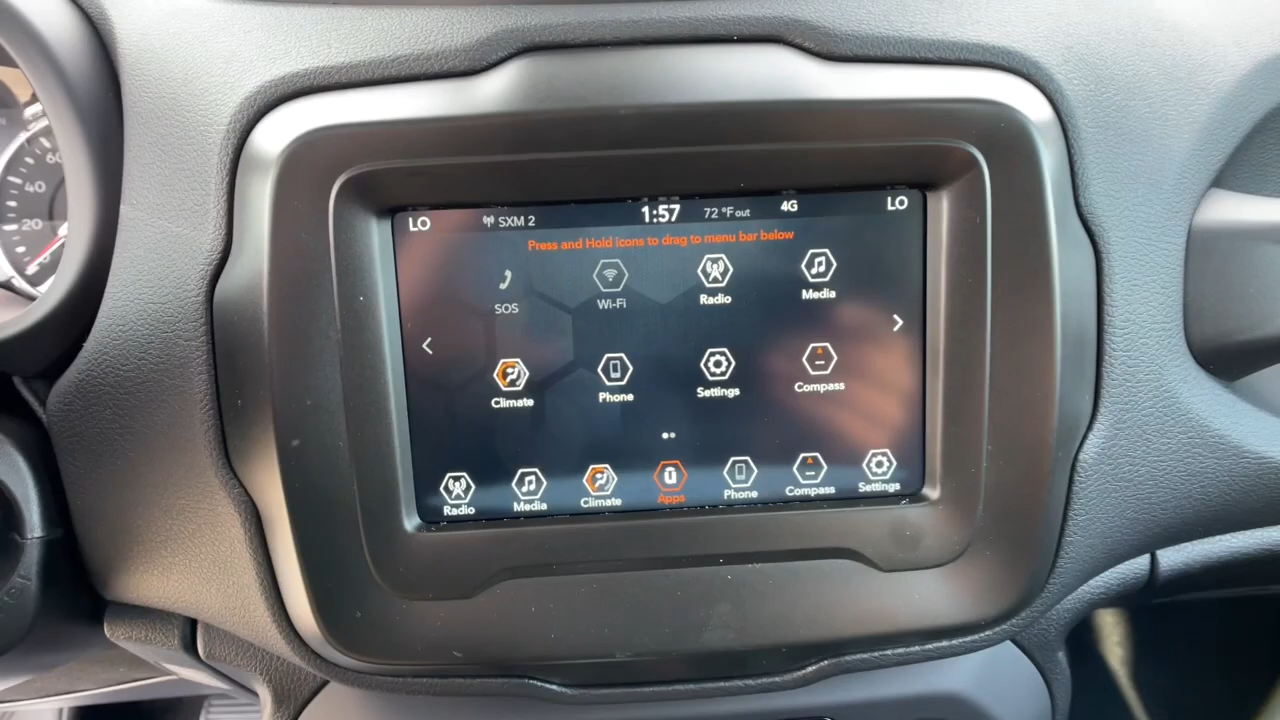 LO SXM 2 1:57 72 °F out 4G LO
Press and Hold icons to drag to menu bar below
SOS Wi-Fi Radio Media
Climate Phone Settings Compass
Radio Media Climate Apps Phone Compass Settings
60
40
20